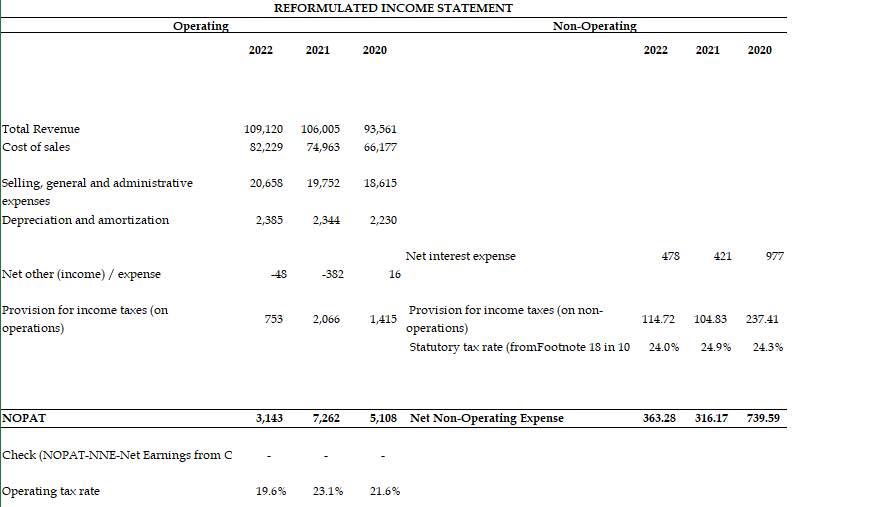 REFORMULATED INCOME STATEMENT
Operating Non-Operating
2022 2021 2020 2022 2021 2020
Total Revenue 109,120 106,005 93,561
Cost of sales 82,229 74,963 66,177
Selling, general and administrative
expenses 20,658 19,752 18,615
Depreciation and amortization 2,385 2,344 2,230
Net interest expense 478 421 977
Net other (income) / expense -48 -382 16
Provision for income taxes (on
operations) 753 2,066 1,415
Provision for income taxes (on non-
operations) 114.72 104.83 237.41
Statutory tax rate (fromFootnote 18 in 10 24.0% 24.9% 24.3%
NOPAT 3,143 7,262 5,108 Net Non-Operating Expense 363.28 316.17 739.59
Check (NOPAT-NNE-Net Earnings from C - - -
Operating tax rate 19.6% 23.1% 21.6%